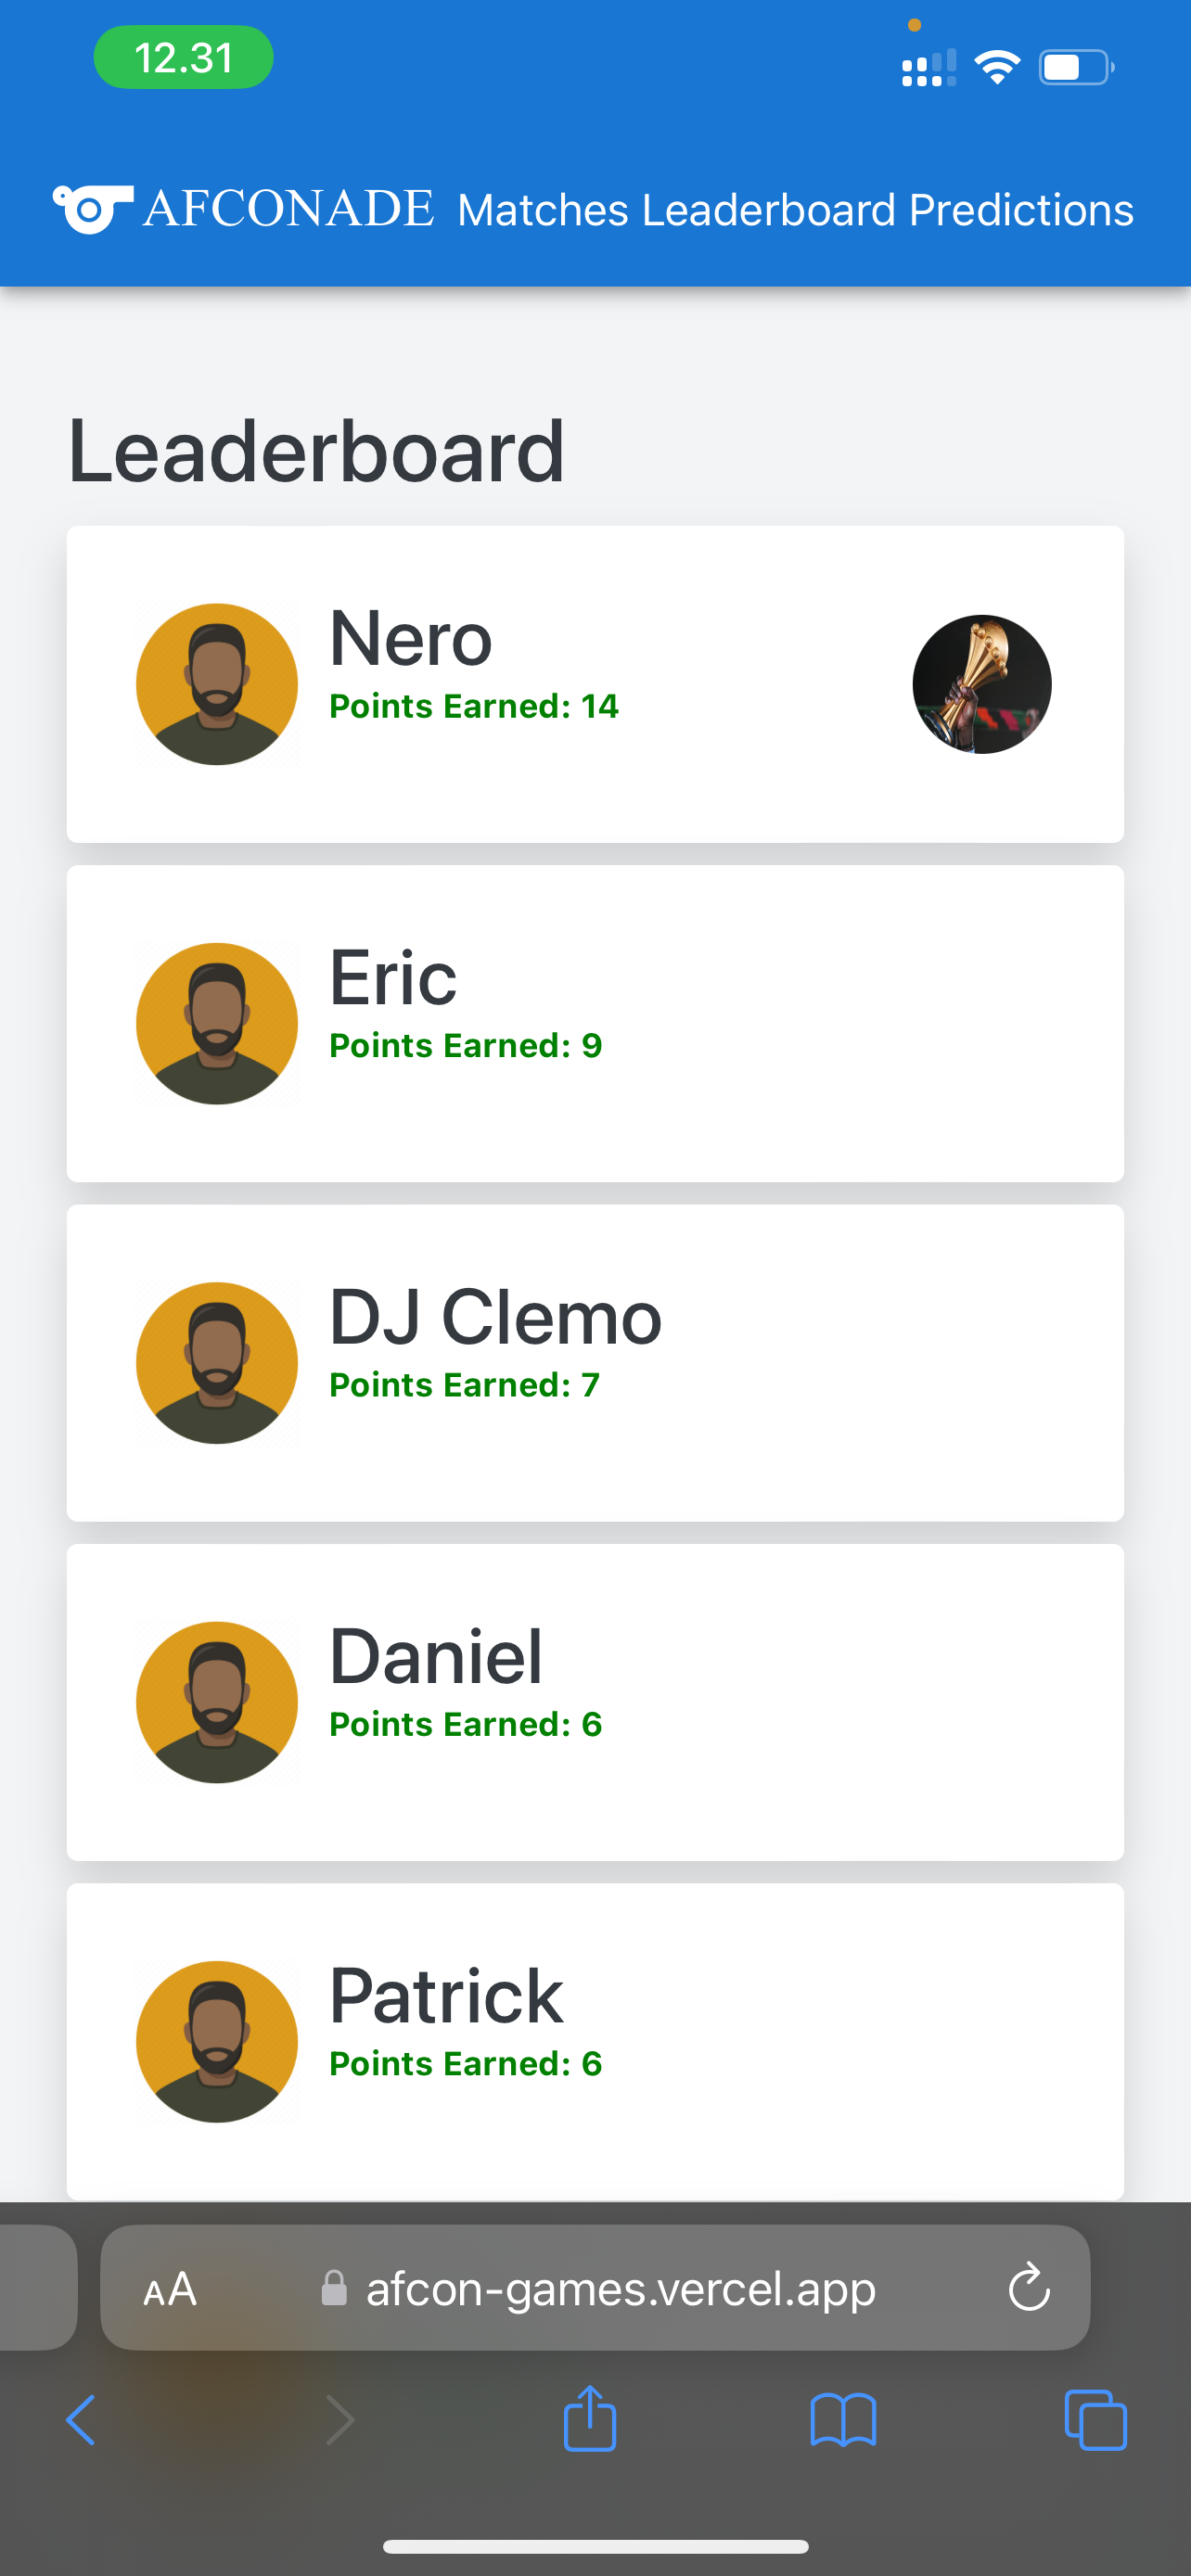 12.31
AFCONADE Matches Leaderboard Predictions
Leaderboard
Nero
Points Earned: 14
Eric
Points Earned: 9
DJ Clemo
Points Earned: 7
Daniel
Points Earned: 6
Patrick
Points Earned: 6
AA afcon-games.vercel.app